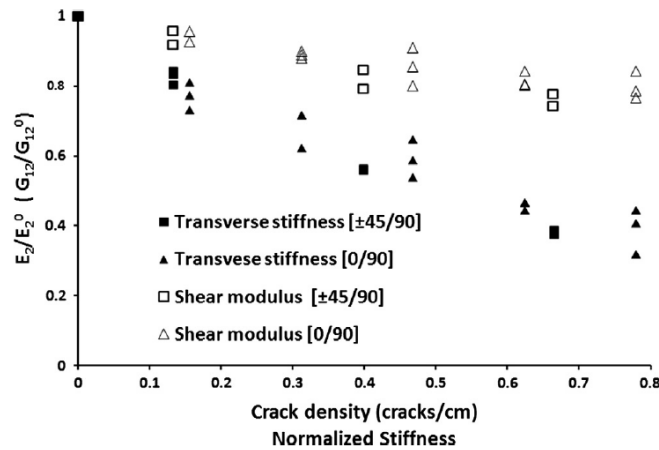 1
0.8
0.6
0.4
0.2
0
E₂/E₂⁰ ( G₁₂/G₁₂⁰)
Transverse stiffness [±45/90]
Transvese stiffness [0/90]
Shear modulus [±45/90]
Shear modulus [0/90]
0 0.1 0.2 0.3 0.4 0.5 0.6 0.7 0.8
Crack density (cracks/cm)
Normalized Stiffness